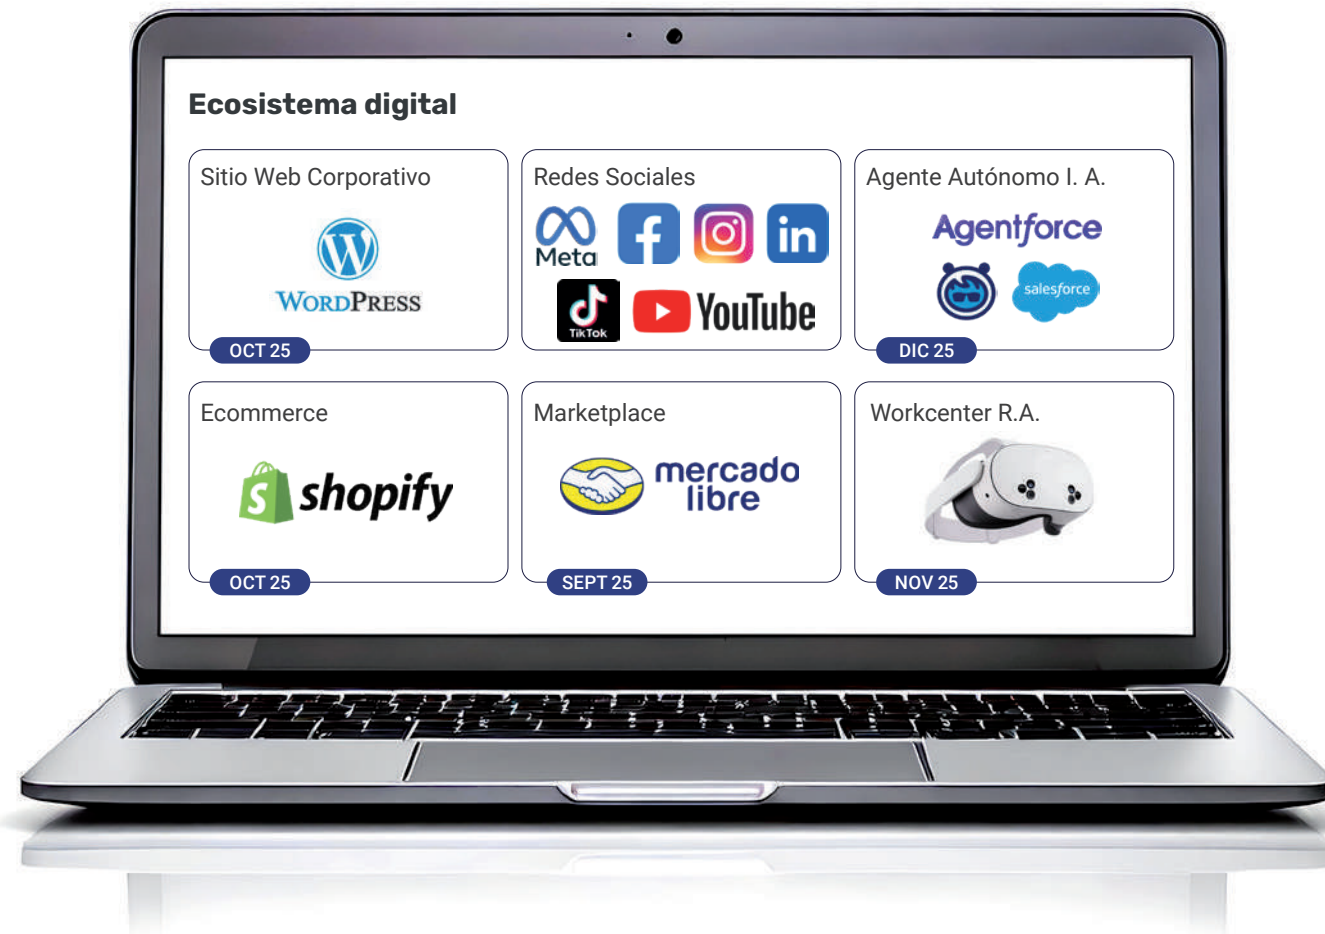 Ecosistema digital
Sitio Web Corporativo
WORDPRESS
OCT 25
Redes Sociales
Meta
f
in
TikTok
YouTube
Agente Autónomo I. A.
Agentforce
salesforce
DIC 25
Ecommerce
S shopify
OCT 25
Marketplace
mercado
libre
SEPT 25
Workcenter R.A.
NOV 25